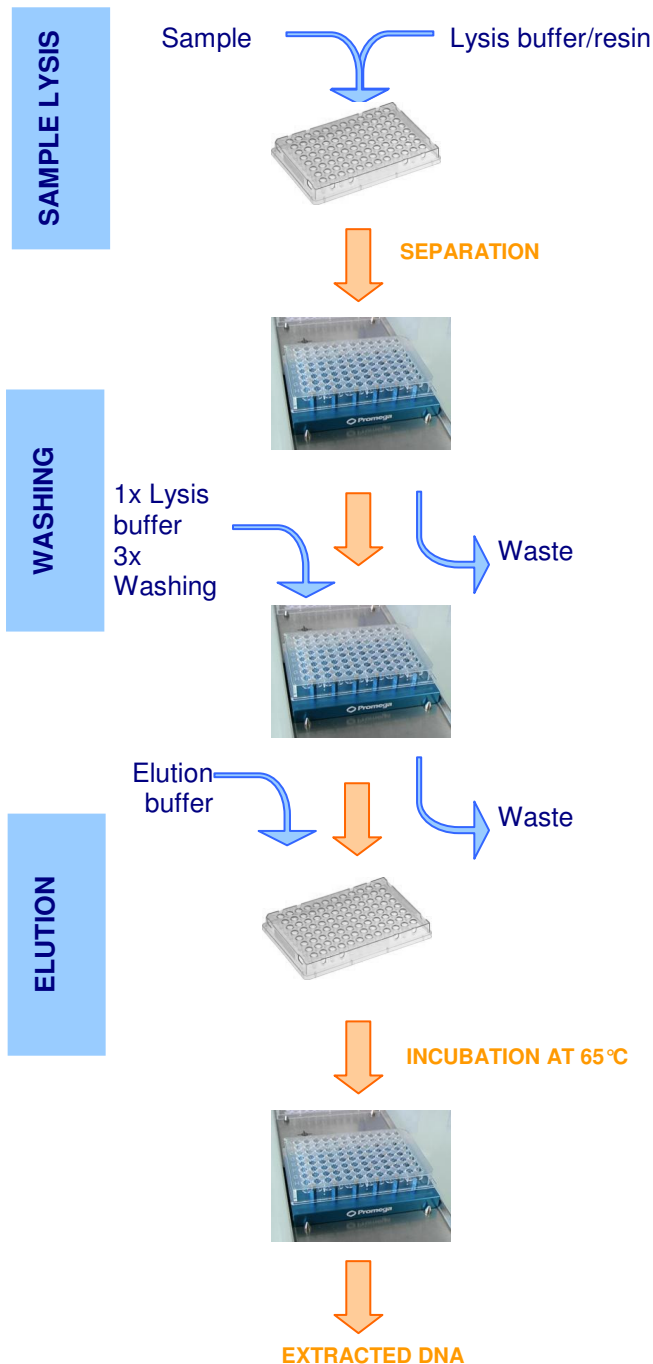 SAMPLE LYSIS
Sample
Lysis buffer/resin
SEPARATION
Promega
WASHING
1x Lysis
buffer
3x
Washing
Waste
Promega
ELUTION
Elution
buffer
Waste
INCUBATION AT 65°C
Promega
EXTRACTED DNA